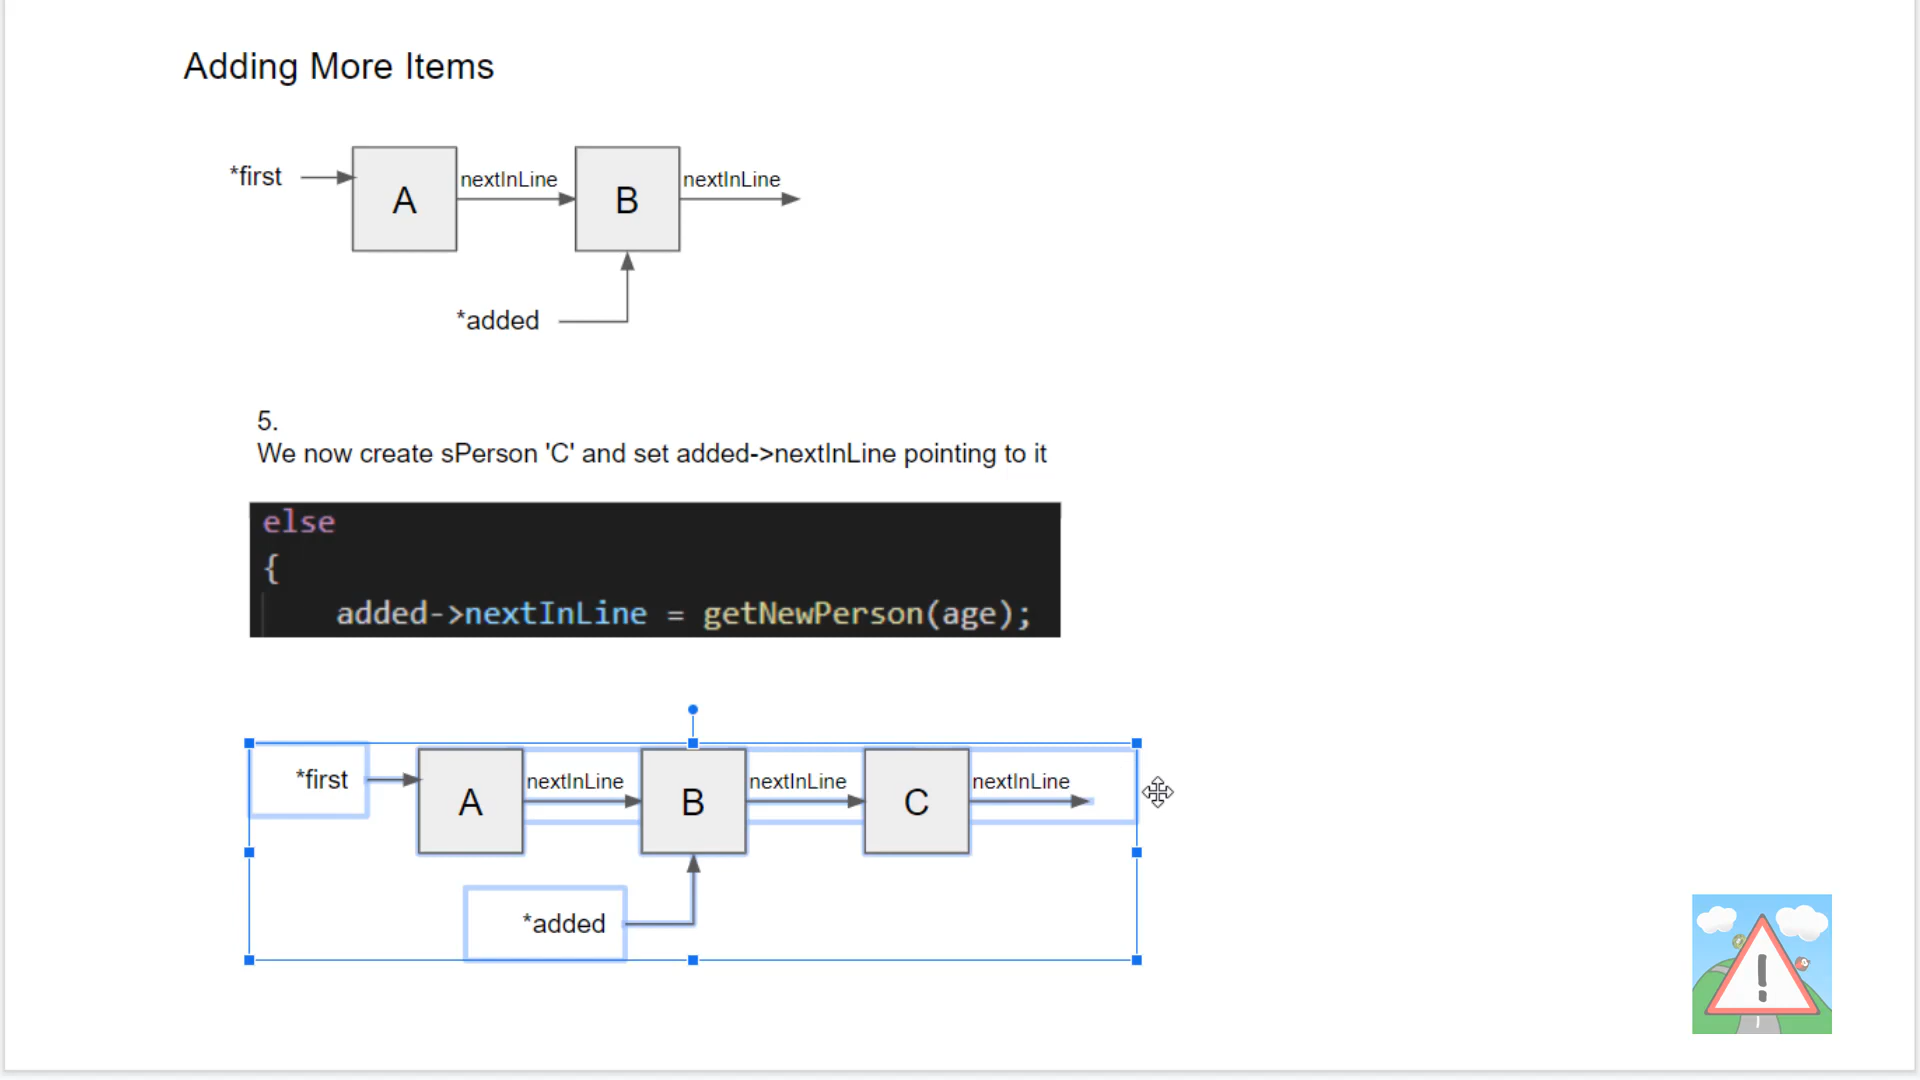 Adding More Items
*first
A
nextInLine
B
nextInLine
*added
5.
We now create sPerson 'C' and set added->nextInLine pointing to it
else
{
added->nextInLine = getNewPerson(age);
*first
A
nextInLine
B
nextInLine
C
nextInLine
*added
!